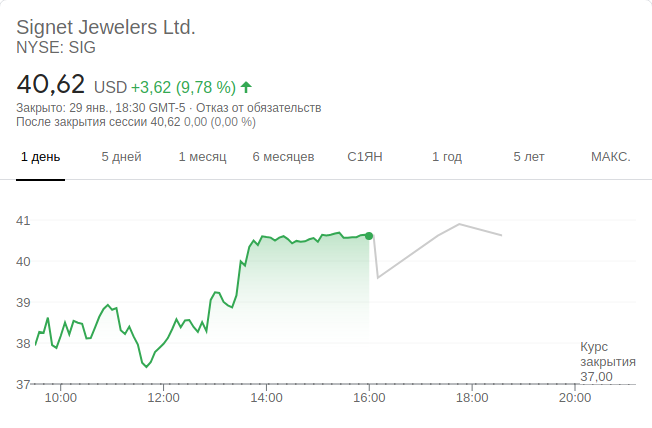 Signet Jewelers Ltd.
NYSE: SIG
40,62 USD +3,62 (9,78 %)
Закрыто: 29 янв., 18:30 GMT-5 · Отказ от обязательств
После закрытия сессии 40,62 0,00 (0,00 %)
1 день 5 дней 1 месяц 6 месяцев С1ЯН 1 год 5 лет МАКС.
41
40
39
38
37
Курс
закрытия
37,00
10:00 12:00 14:00 16:00 18:00 20:00